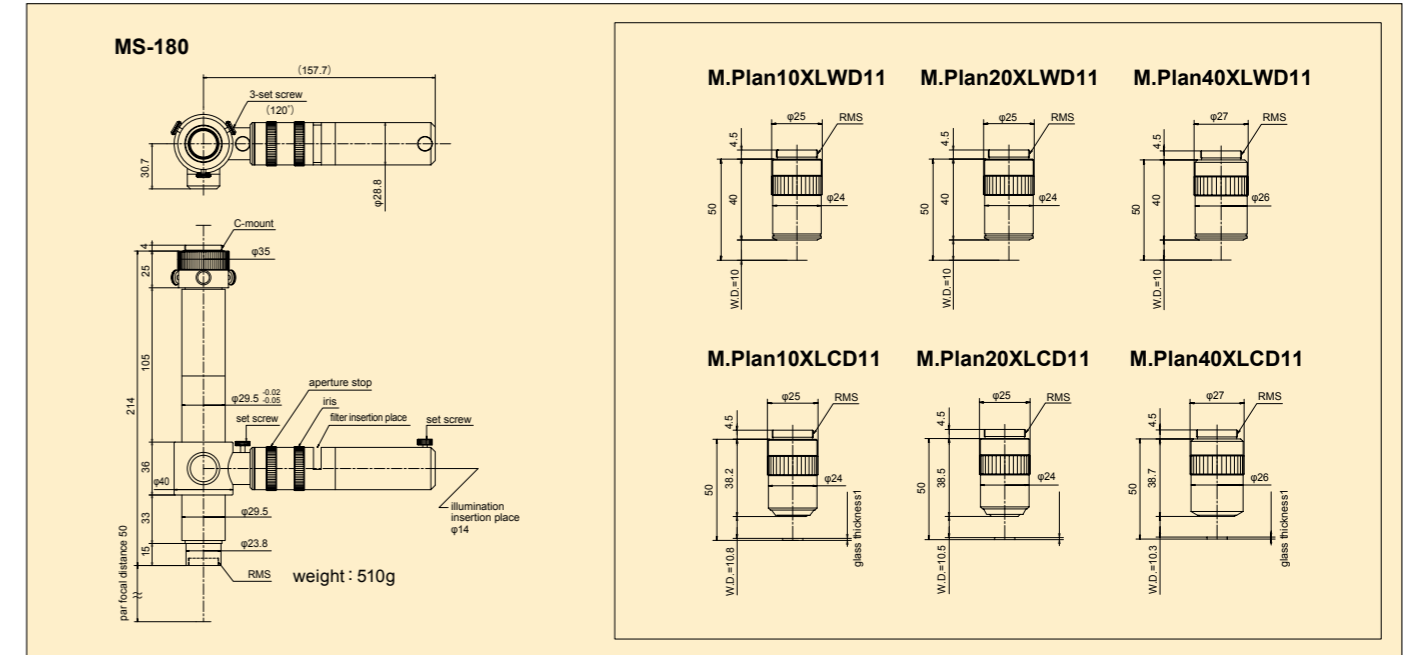 MS-180
(157.7)
3-set screw
(120°)
30.7
φ28.8
C-mount
4
φ35
25
105
214
aperture stop
φ29.5 -0.02 -0.05
iris
set screw
filter insertion place
set screw
36
φ40
illumination
insertion place
φ14
33
φ29.5
15
φ23.8
RMS
weight：510g
par focal distance 50
M.Plan10XLWD11
φ25
RMS
4.5
50
40
φ24
W.D.=10
M.Plan20XLWD11
φ25
RMS
4.5
50
40
φ24
W.D.=10
M.Plan40XLWD11
φ27
RMS
4.5
50
40
φ26
W.D.=10
M.Plan10XLCD11
φ25
RMS
4.5
50
38.2
φ24
W.D.=10.8
glass thickness1
M.Plan20XLCD11
φ25
RMS
4.5
50
38.5
φ24
W.D.=10.5
glass thickness1
M.Plan40XLCD11
φ27
RMS
4.5
50
38.7
φ26
W.D.=10.3
glass thickness1